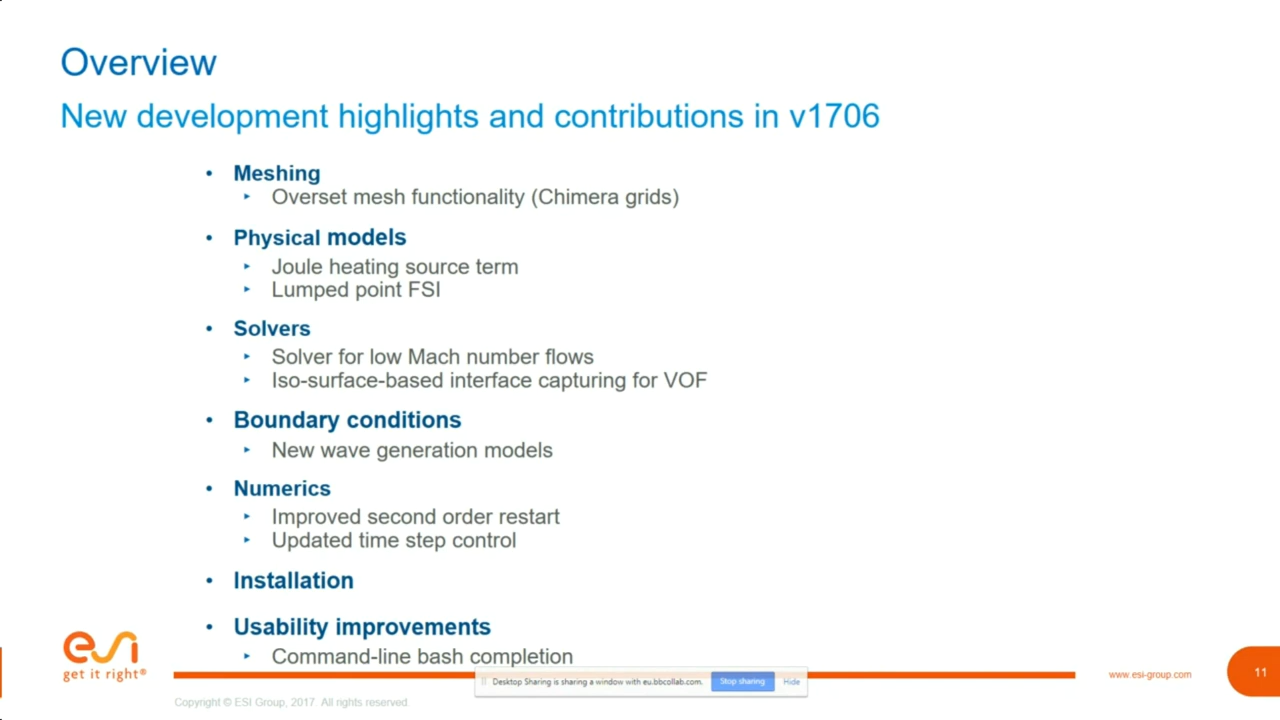 Overview
New development highlights and contributions in v1706
• Meshing
‣ Overset mesh functionality (Chimera grids)
• Physical models
‣ Joule heating source term
‣ Lumped point FSI
• Solvers
‣ Solver for low Mach number flows
‣ Iso-surface-based interface capturing for VOF
• Boundary conditions
‣ New wave generation models
• Numerics
‣ Improved second order restart
‣ Updated time step control
• Installation
• Usability improvements
‣ Command-line bash completion
esi
get it right®
Desktop Sharing is sharing a window with eu.bbcollab.com. Stop sharing Hide
www.esi-group.com
11
Copyright © ESI Group, 2017. All rights reserved.